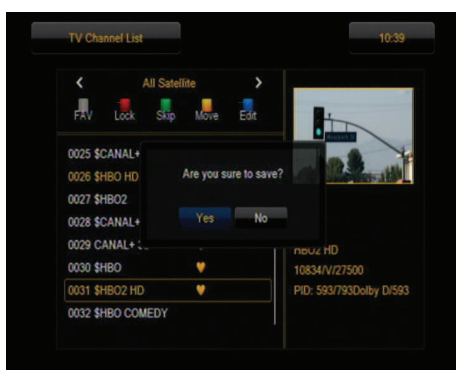 TV Channel List
10:39
All Satellite
FAV Lock Skip Move Edit
0025 $CANAL+
0026 $HBO HD
0027 $HBO2
0028 $CANAL+
0029 CANAL+
0030 $HBO
0031 $HBO2 HD
0032 $HBO COMEDY
Are you sure to save?
Yes No
HBO2 HD
10834/V/27500
PID: 593/793Dolby D/593